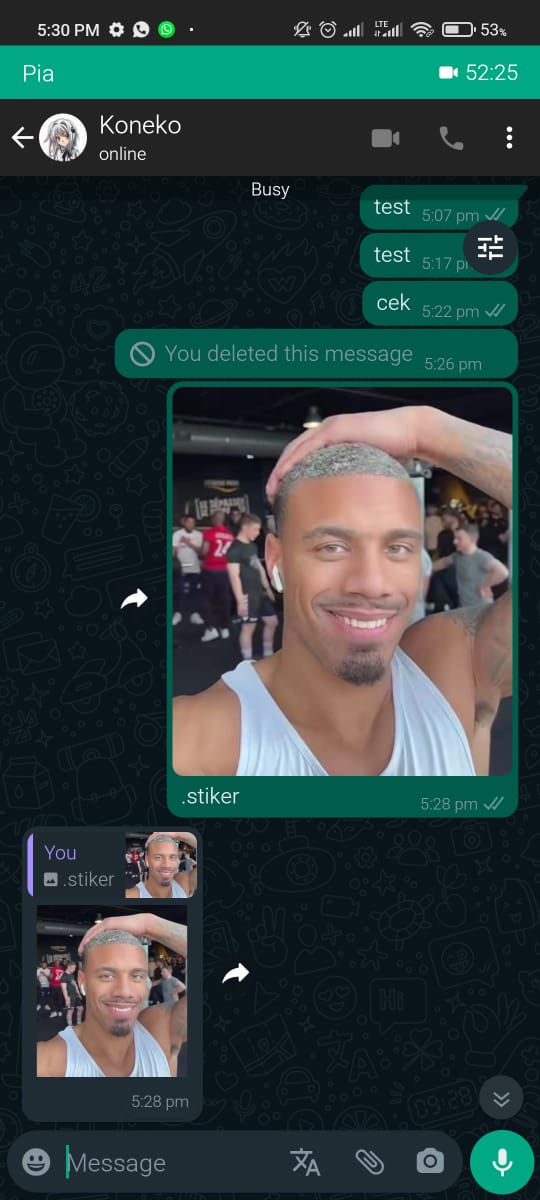 5:30 PM
LTE
53%
Pia
52:25
Koneko
online
Busy
test 5:07 pm
test 5:17
cek 5:22 pm
You deleted this message 5:26 pm
.stiker 5:28 pm
You
.stiker
5:28 pm
Message